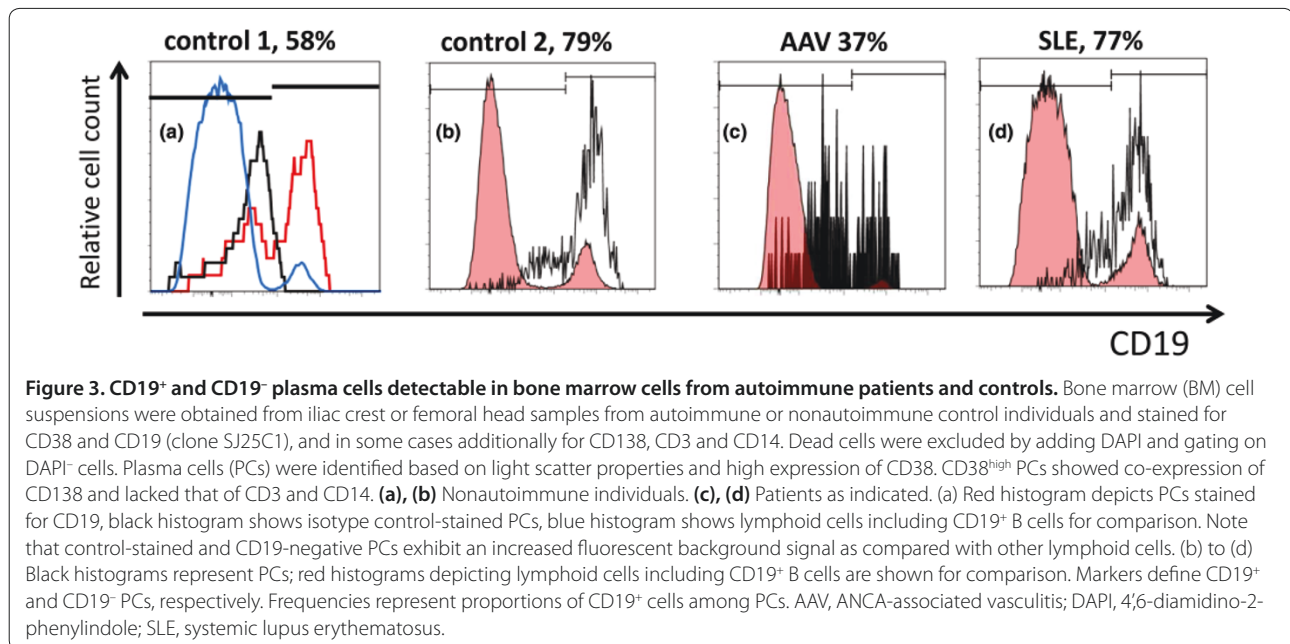 control 1, 58%
control 2, 79%
AAV 37%
SLE, 77%
Relative cell count
(a)
(b)
(c)
(d)
CD19
Figure 3. CD19⁺ and CD19⁻ plasma cells detectable in bone marrow cells from autoimmune patients and controls. Bone marrow (BM) cell
suspensions were obtained from iliac crest or femoral head samples from autoimmune or nonautoimmune control individuals and stained for
CD38 and CD19 (clone SJ25C1), and in some cases additionally for CD138, CD3 and CD14. Dead cells were excluded by adding DAPI and gating on
DAPI⁻ cells. Plasma cells (PCs) were identified based on light scatter properties and high expression of CD38. CD38ʰⁱᵍʰ PCs showed co-expression of
CD138 and lacked that of CD3 and CD14. (a), (b) Nonautoimmune individuals. (c), (d) Patients as indicated. (a) Red histogram depicts PCs stained
for CD19, black histogram shows isotype control-stained PCs, blue histogram shows lymphoid cells including CD19⁺ B cells for comparison. Note
that control-stained and CD19-negative PCs exhibit an increased fluorescent background signal as compared with other lymphoid cells. (b) to (d)
Black histograms represent PCs; red histograms depicting lymphoid cells including CD19⁺ B cells are shown for comparison. Markers define CD19⁺
and CD19⁻ PCs, respectively. Frequencies represent proportions of CD19⁺ cells among PCs. AAV, ANCA-associated vasculitis; DAPI, 4′,6-diamidino-2-
phenylindole; SLE, systemic lupus erythematosus.